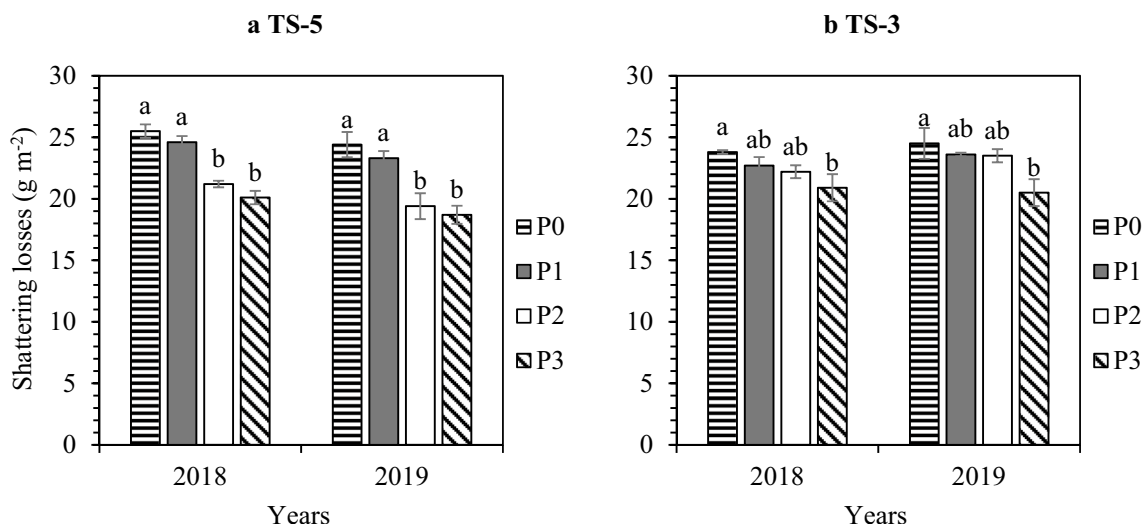 a TS-5
Shattering losses (g m⁻²)
30
25
20
15
10
5
0
a a b b
a a b b
2018 2019
Years
P0
P1
P2
P3
b TS-3
30
25
20
15
10
5
0
a ab ab b
a ab ab b
2018 2019
Years
P0
P1
P2
P3